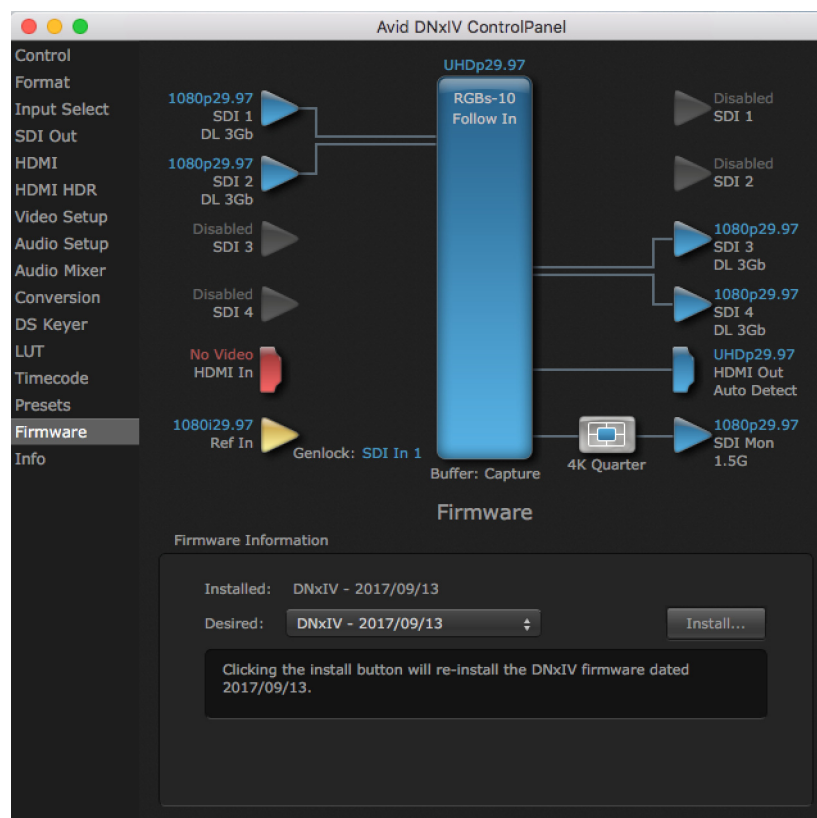 Avid DNxIV ControlPanel
Control
Format
Input Select
SDI Out
HDMI
HDMI HDR
Video Setup
Audio Setup
Audio Mixer
Conversion
DS Keyer
LUT
Timecode
Presets
Firmware
Info
UHDp29.97
RGBs-10
Follow In
1080p29.97
SDI 1
DL 3Gb
1080p29.97
SDI 2
DL 3Gb
Disabled
SDI 3
Disabled
SDI 4
No Video
HDMI In
1080i29.97
Ref In
Genlock: SDI In 1
Buffer: Capture
Disabled
SDI 1
Disabled
SDI 2
1080p29.97
SDI 3
DL 3Gb
1080p29.97
SDI 4
DL 3Gb
UHDp29.97
HDMI Out
Auto Detect
4K Quarter
1080p29.97
SDI Mon
1.5G
Firmware
Firmware Information
Installed: DNxIV - 2017/09/13
Desired: DNxIV - 2017/09/13
Install...
Clicking the install button will re-install the DNxIV firmware dated
2017/09/13.